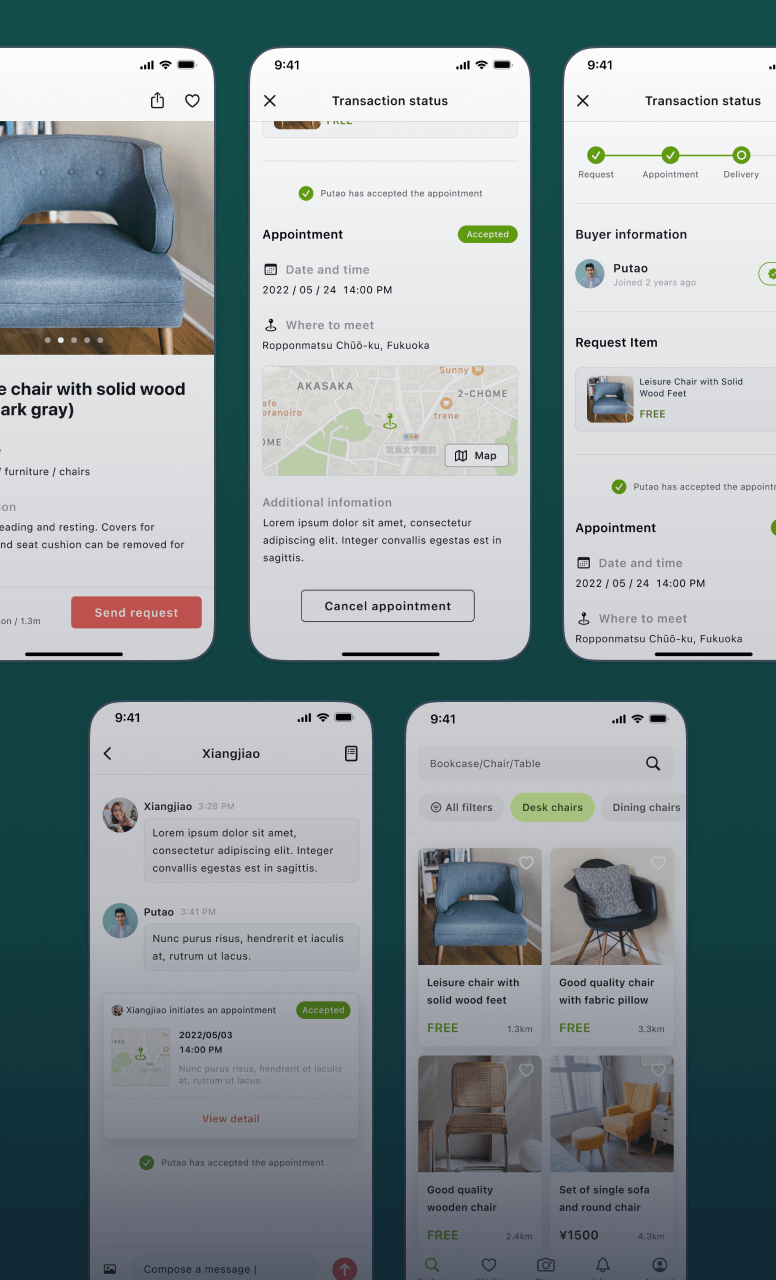 e chair with solid wood
ark gray)
/ furniture / chairs
ion
eading and resting. Covers for
nd seat cushion can be removed for
on / 1.3m
Send request
9:41
Transaction status
FREE
Putao has accepted the appointment
Appointment
Accepted
Date and time
2022 / 05 / 24 14:00 PM
Where to meet
Ropponmatsu Chūō-ku, Fukuoka
Sunny
AKASAKA
2-CHOME
afe
oranoiro
trene
OME
筑紫女学園前
Map
Additional infomation
Lorem ipsum dolor sit amet, consectetur
adipiscing elit. Integer convallis egestas est in
sagittis.
Cancel appointment
9:41
Transaction status
Request
Appointment
Delivery
Buyer information
Putao
Joined 2 years ago
Request Item
Leisure Chair with Solid
Wood Feet
FREE
Putao has accepted the appointm
Appointment
Date and time
2022 / 05 / 24 14:00 PM
Where to meet
Ropponmatsu Chūō-ku, Fukuoka
9:41
Xiangjiao
Xiangjiao 3:28 PM
Lorem ipsum dolor sit amet,
consectetur adipiscing elit. Integer
convallis egestas est in sagittis.
Putao 3:41 PM
Nunc purus risus, hendrerit et iaculis
at, rutrum ut lacus.
Xiangjiao initiates an appointment
Accepted
2022/05/03
14:00 PM
Nunc purus risus, hendrerit et iaculis
at, rutrum ut lacus.
View detail
Putao has accepted the appointment
Compose a message |
9:41
Bookcase/Chair/Table
All filters
Desk chairs
Dining chairs
Leisure chair with
solid wood feet
FREE 1.3km
Good quality chair
with fabric pillow
FREE 3.3km
Good quality
wooden chair
FREE 2.4km
Set of single sofa
and round chair
¥1500 4.3km